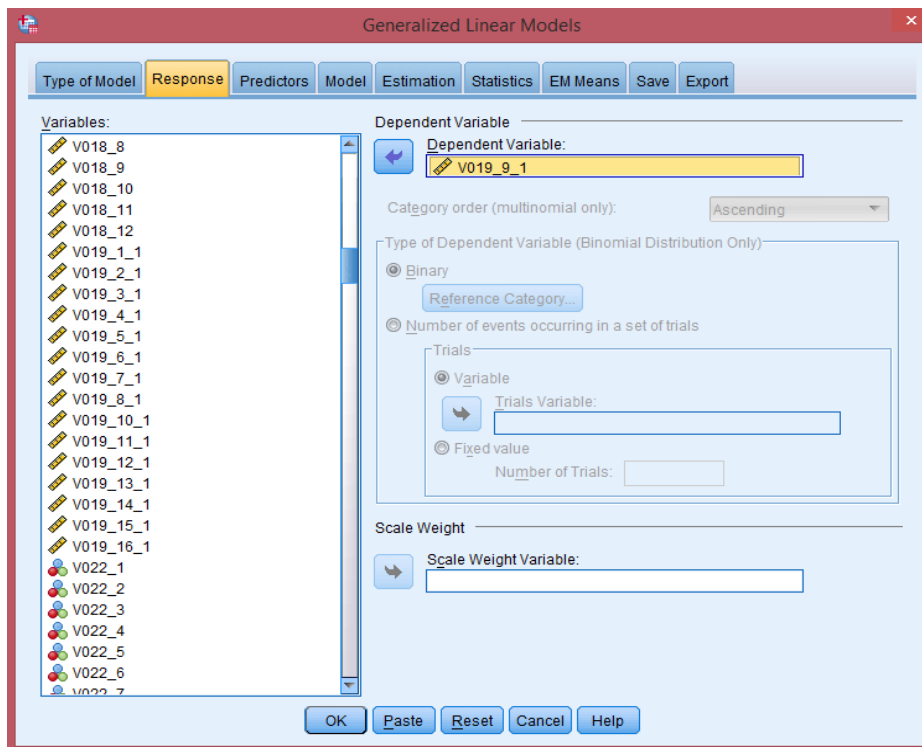 Generalized Linear Models
Type of Model Response Predictors Model Estimation Statistics EM Means Save Export
Variables:
V018_8
V018_9
V018_10
V018_11
V018_12
V019_1_1
V019_2_1
V019_3_1
V019_4_1
V019_5_1
V019_6_1
V019_7_1
V019_8_1
V019_10_1
V019_11_1
V019_12_1
V019_13_1
V019_14_1
V019_15_1
V019_16_1
V022_1
V022_2
V022_3
V022_4
V022_5
V022_6
V022_7
Dependent Variable
Dependent Variable:
V019_9_1
Category order (multinomial only): Ascending
Type of Dependent Variable (Binomial Distribution Only)
Binary
Reference Category...
Number of events occurring in a set of trials
Trials
Variable
Trials Variable:
Fixed value
Number of Trials:
Scale Weight
Scale Weight Variable:
OK Paste Reset Cancel Help